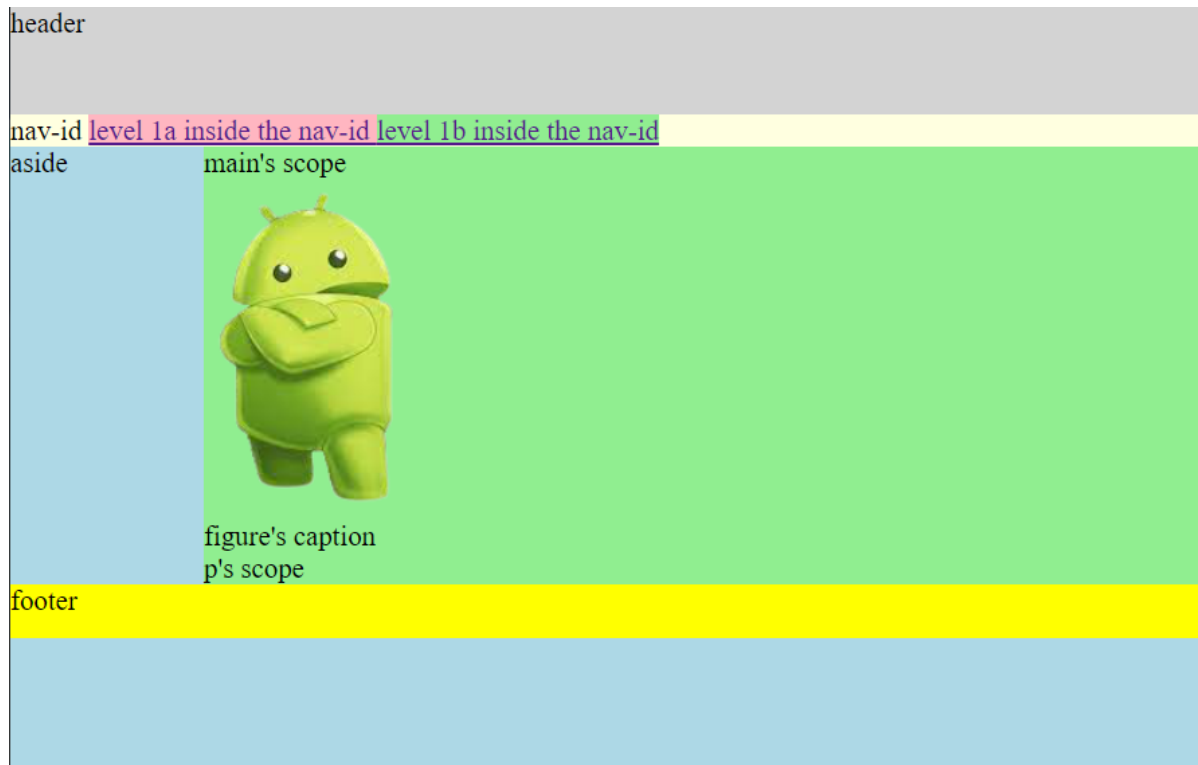 header
nav-id level 1a inside the nav-id level 1b inside the nav-id
aside
main's scope
figure's caption
p's scope
footer